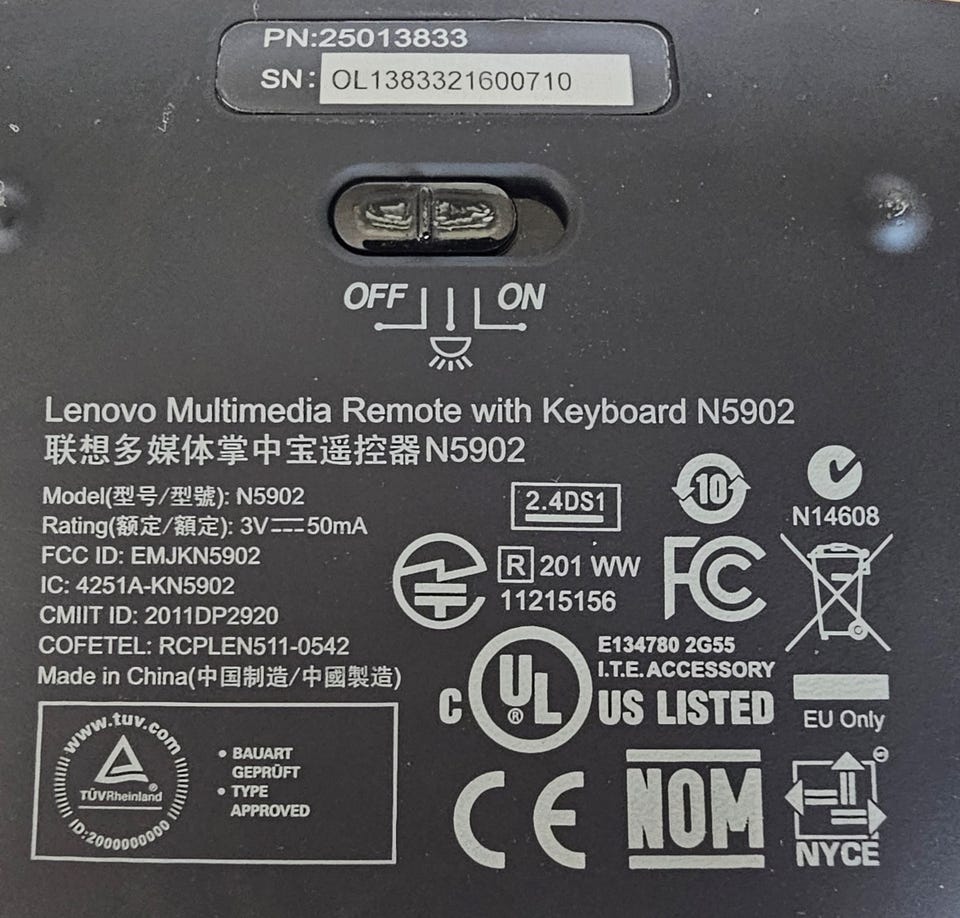 PN:25013833
SN: OL1383321600710
OFF ON
Lenovo Multimedia Remote with Keyboard N5902
联想多媒体掌中宝遥控器N5902
Model(型号/型號): N5902
Rating(额定/額定): 3V⎓50mA
FCC ID: EMJKN5902
IC: 4251A-KN5902
CMIIT ID: 2011DP2920
COFETEL: RCPLEN511-0542
Made in China(中国制造/中國製造)
2.4DS1
10
N14608
R 201 WW
11215156
FC
E134780 2G55
I.T.E. ACCESSORY
C UL® US LISTED
EU Only
www.tuv.com
TÜVRheinland®
ID:2000000000
• BAUART
GEPRÜFT
• TYPE
APPROVED
CE
NOM
NYCE